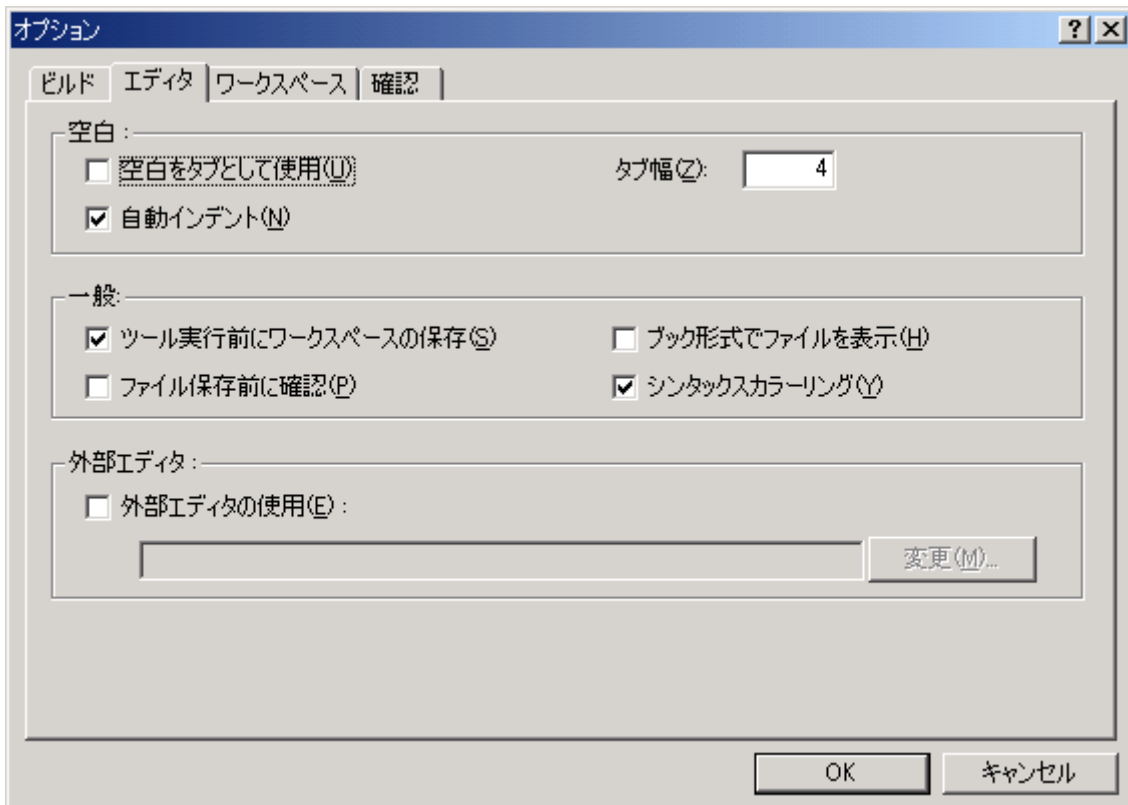 オプション
ビルド エディタ ワークスペース 確認
空白:
空白をタブとして使用(U) タブ幅(Z): 4
自動インデント(N)
一般:
ツール実行前にワークスペースの保存(S) ブック形式でファイルを表示(H)
ファイル保存前に確認(P) シンタックスカラーリング(Y)
外部エディタ:
外部エディタの使用(E):
変更(M)...
OK キャンセル